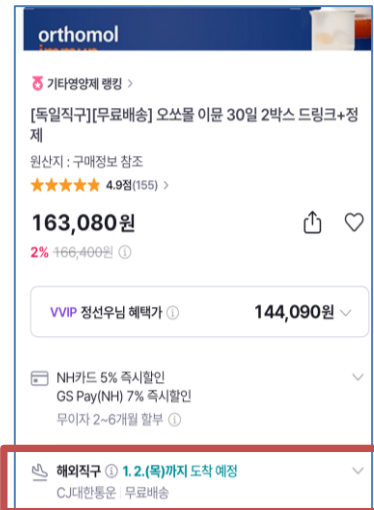 orthomol
immun
기타영양제 랭킹 >
[독일직구][무료배송] 오쏘몰 이뮨 30일 2박스 드링크+정
제
원산지 : 구매정보 참조
★★★★★ 4.9점(155) >
163,080원
2% 166,400원 ⓘ
VVIP 정선우님 혜택가 ⓘ 144,090원
NH카드 5% 즉시할인
GS Pay(NH) 7% 즉시할인
무이자 2~6개월 할부 ⓘ
해외직구 ⓘ 1. 2.(목)까지 도착 예정
CJ대한통운 | 무료배송